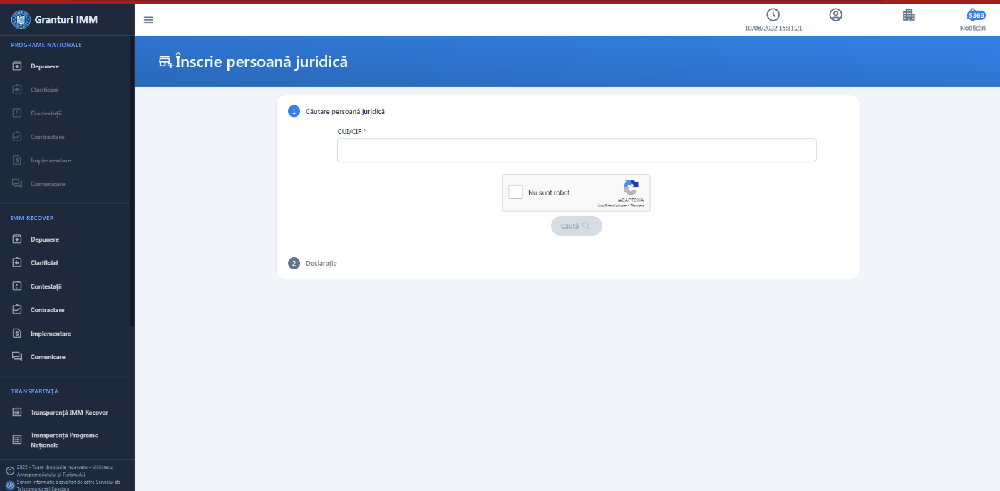 Granturi IMM
10/08/2022 15:31:21
5369
Notificări
PROGRAME NAȚIONALE
Depunere
Clarificări
Contestații
Contractare
Implementare
Comunicare
IMM RECOVER
Depunere
Clarificări
Contestații
Contractare
Implementare
Comunicare
TRANSPARENȚĂ
Transparență IMM Recover
Transparență Programe
Naționale
2022 - Toate drepturile rezervate - Ministerul
Antreprenoriatului și Turismului
Sistem informatic dezvoltat de către Serviciul de
Telecomunicații Speciale
Înscrie persoană juridică
1 Căutare persoană juridică
CUI/CIF *
Nu sunt robot
reCAPTCHA
Confidențialitate - Termeni
Caută
2 Declarație